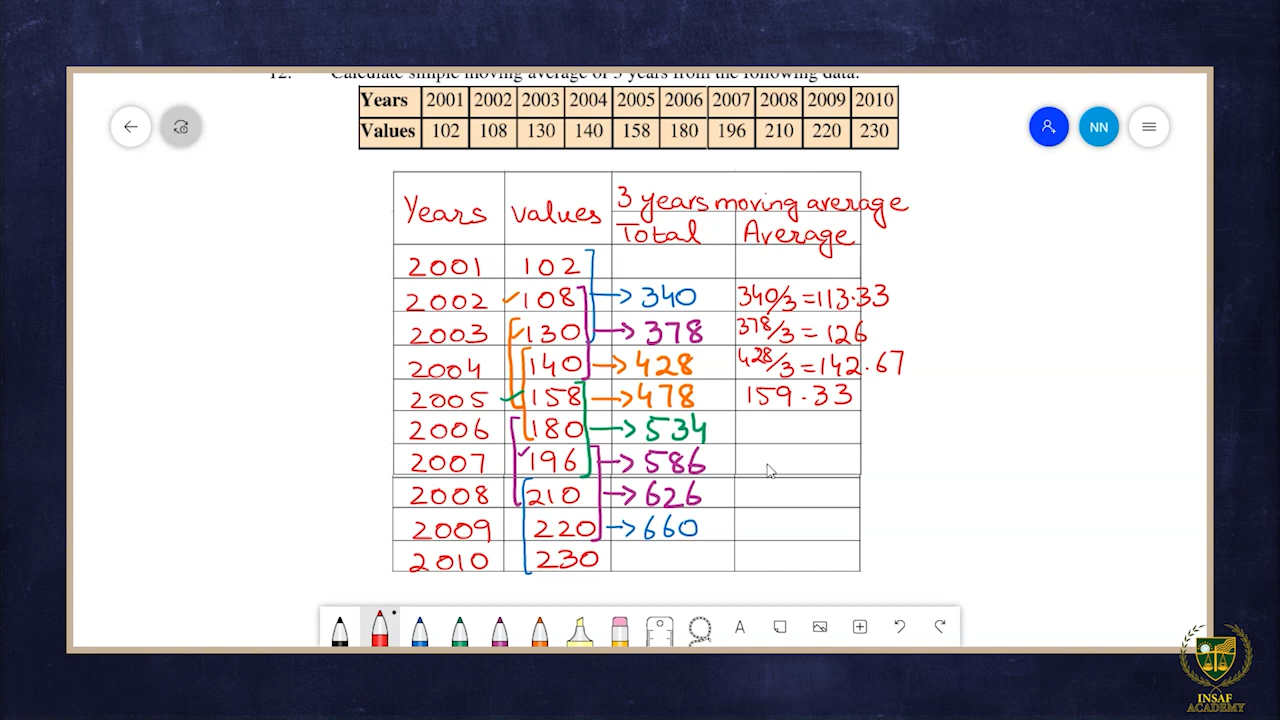 12. Calculate simple moving average of 3 years from the following data.
Years 2001 2002 2003 2004 2005 2006 2007 2008 2009 2010
Values 102 108 130 140 158 180 196 210 220 230
NN
Years values 3 years moving average
Total Average
2001 102
2002 108 340 340/3 = 113.33
2003 130 378 378/3 = 126
2004 140 428 428/3 = 142.67
2005 158 478 159.33
2006 180 534
2007 196 586
2008 210 626
2009 220 660
2010 230
A
INSAF
ACADEMY